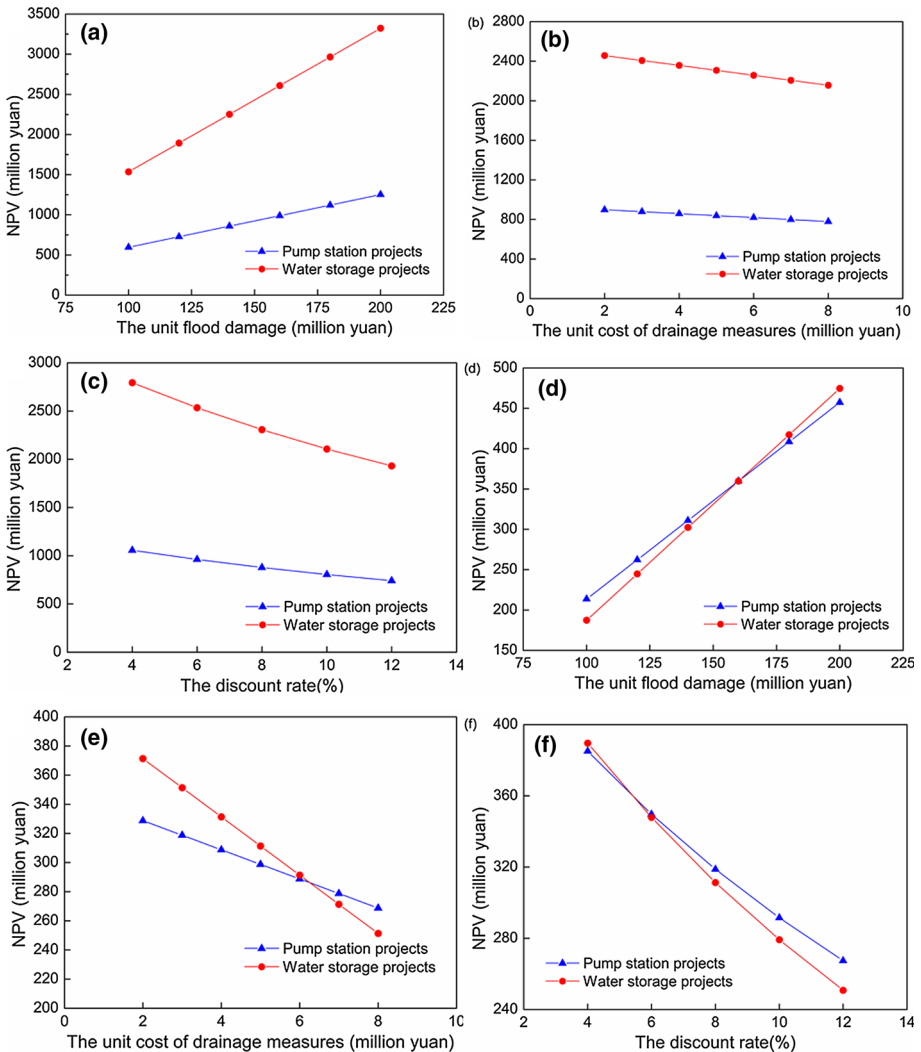 (a)
3500
3000
2500
2000
1500
1000
500
0
NPV (million yuan)
Pump station projects
Water storage projects
75 100 125 150 175 200 225
The unit flood damage (million yuan)
(b)
(b)
2800
2400
2000
1600
1200
800
400
0
NPV (million yuan)
Pump station projects
Water storage projects
0 2 4 6 8 10
The unit cost of drainage measures (million yuan)
(c)
3000
2500
2000
1500
1000
500
0
NPV (million yuan)
Pump station projects
Water storage projects
2 4 6 8 10 12 14
The discount rate(%)
(d)
(d)
500
450
400
350
300
250
200
150
NPV (million yuan)
Pump station projects
Water storage projects
75 100 125 150 175 200 225
The unit flood damage (million yuan)
(e)
400
380
360
340
320
300
280
260
240
220
200
NPV (million yuan)
Pump station projects
Water storage projects
0 2 4 6 8 10
The unit cost of drainage measures (million yuan)
(f)
(f)
400
360
320
280
240
NPV (million yuan)
Pump station projects
Water storage projects
2 4 6 8 10 12 14
The discount rate(%)